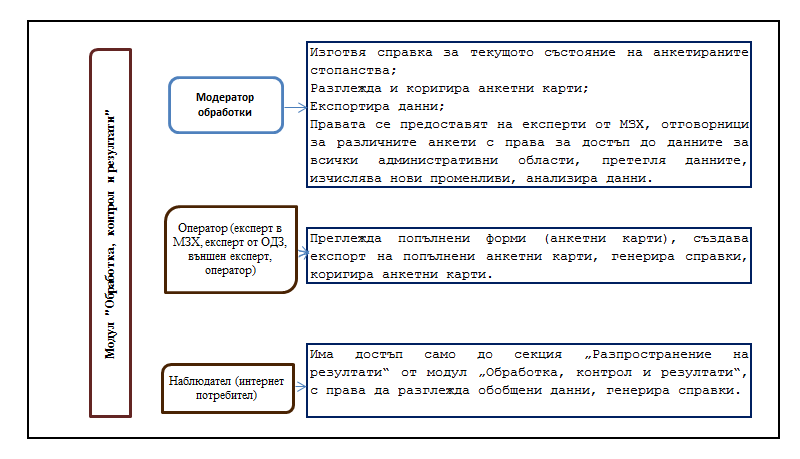 Модул "Обработка, контрол и резултати"
Модератор
обработки
Изготвя справка за текущото състояние на анкетираните
стопанства;
Разглежда и коригира анкетни карти;
Експортира данни;
Правата се предоставят на експерти от МЗХ, отговорници
за различните анкети с права за достъп до данните за
всички административни области, претегля данните,
изчислява нови променливи, анализира данни.
Оператор (експерт в
МЗХ, експерт от ОДЗ,
външен експерт,
оператор)
Преглежда попълнени форми (анкетни карти), създава
експорт на попълнени анкетни карти, генерира справки,
коригира анкетни карти.
Наблюдател (интернет
потребител)
Има достъп само до секция „Разпространение на
резултати“ от модул „Обработка, контрол и резултати“,
с права да разглежда обобщени данни, генерира справки.